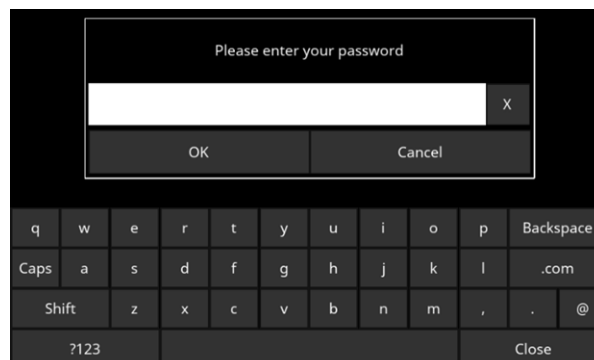 Please enter your password
X
OK Cancel
q w e r t y u i o p Backspace
Caps a s d f g h j k l .com
Shift z x c v b n m , . @
?123 Close